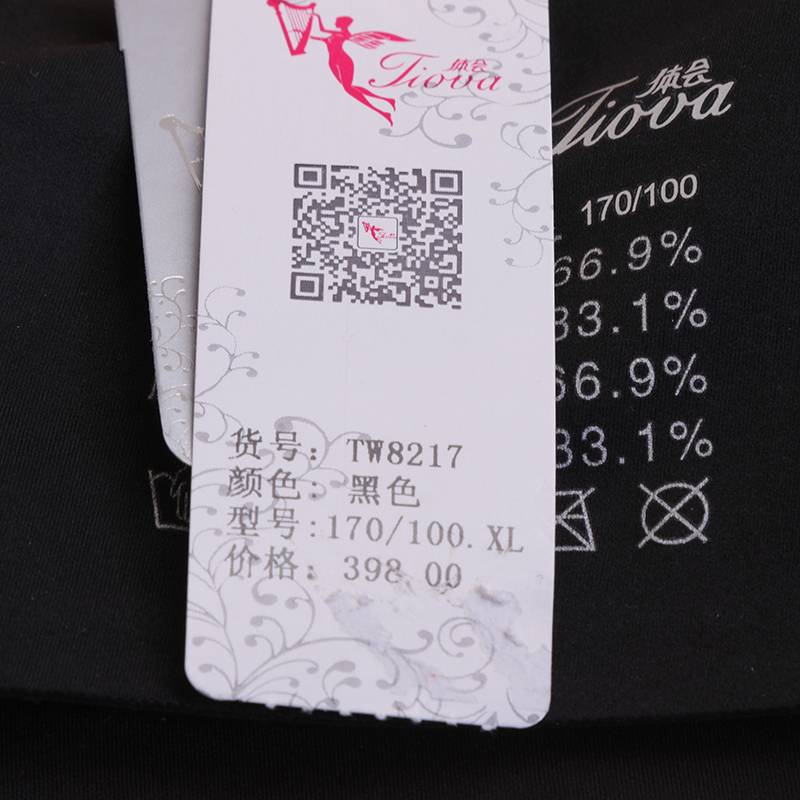 体会
Tiova
货号: TW8217
颜色: 黑色
型号:170/100.XL
价格: 398.00
体会
Tiova
170/100
66.9%
33.1%
66.9%
33.1%